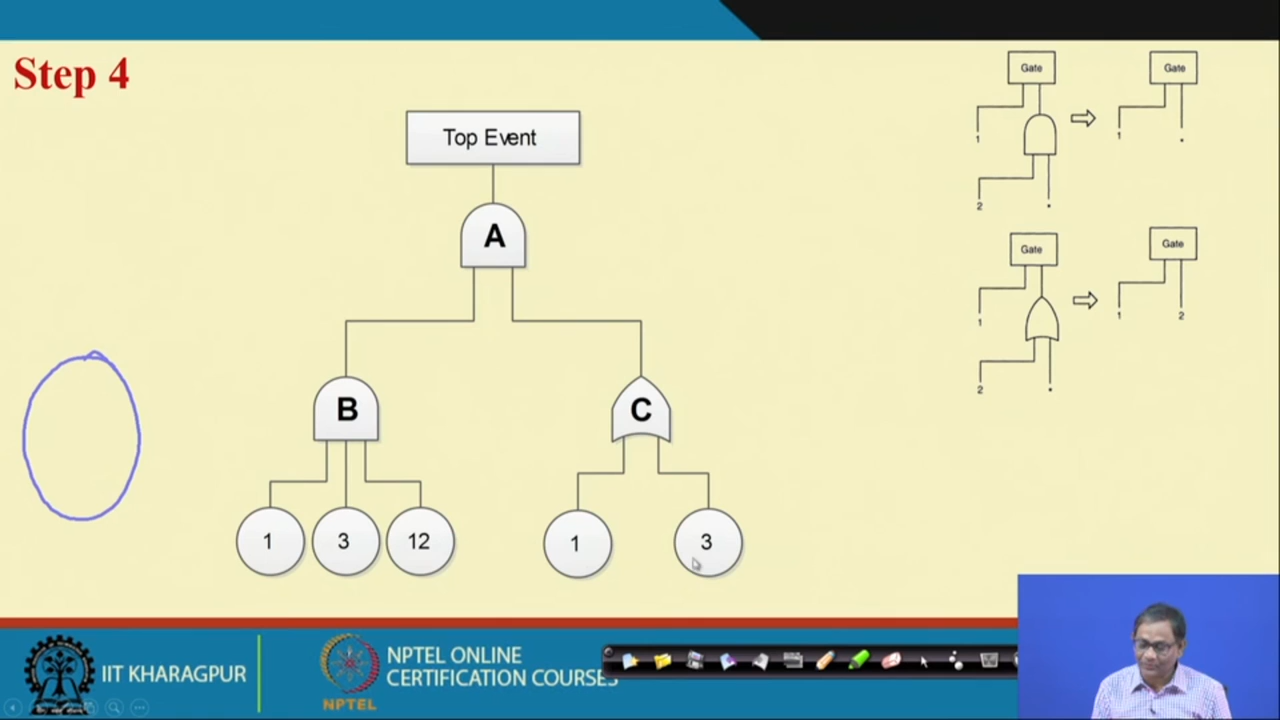 Step 4
Top Event
A
B
C
1
3
12
1
3
Gate
1
2
Gate
1
Gate
1
2
Gate
1
2
IIT KHARAGPUR
NPTEL
NPTEL ONLINE
CERTIFICATION COURSES